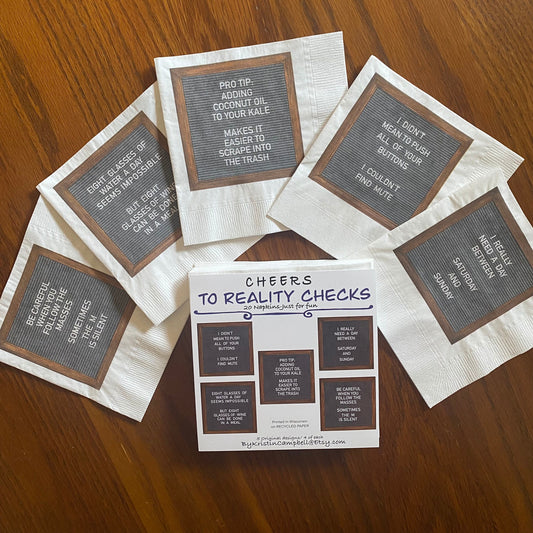 PRO TIP:
ADDING
COCONUT OIL
TO YOUR KALE
MAKES IT
EASIER TO
SCRAPE INTO
THE TRASH
I DIDN'T
MEAN TO PUSH
ALL OF YOUR
BUTTONS
I COULDN'T
FIND MUTE
EIGHT GLASSES OF
WATER A DAY
SEEMS IMPOSSIBLE
BUT EIGHT
GLASSES OF WINE
CAN BE DONE
IN A MEAL
I REALLY
NEED A DAY
BETWEEN
SATURDAY
AND
SUNDAY
BE CAREFUL
WHEN YOU
FOLLOW THE
MASSES
SOMETIMES
THE M
IS SILENT
CHEERS
TO REALITY CHECKS
20 Napkins-just for fun
I DIDN'T
MEAN TO PUSH
ALL OF YOUR
BUTTONS
I COULDN'T
FIND MUTE
I REALLY
NEED A DAY
BETWEEN
SATURDAY
AND
SUNDAY
PRO TIP:
ADDING
COCONUT OIL
TO YOUR KALE
MAKES IT
EASIER TO
SCRAPE INTO
THE TRASH
EIGHT GLASSES OF
WATER A DAY
SEEMS IMPOSSIBLE
BUT EIGHT
GLASSES OF WINE
CAN BE DONE
IN A MEAL
BE CAREFUL
WHEN YOU
FOLLOW THE
MASSES
SOMETIMES
THE M
IS SILENT
Printed in Wisconsin
on RECYCLED PAPER
5 original designs/ 4 of each
ByKristinCampbell@Etsy.com